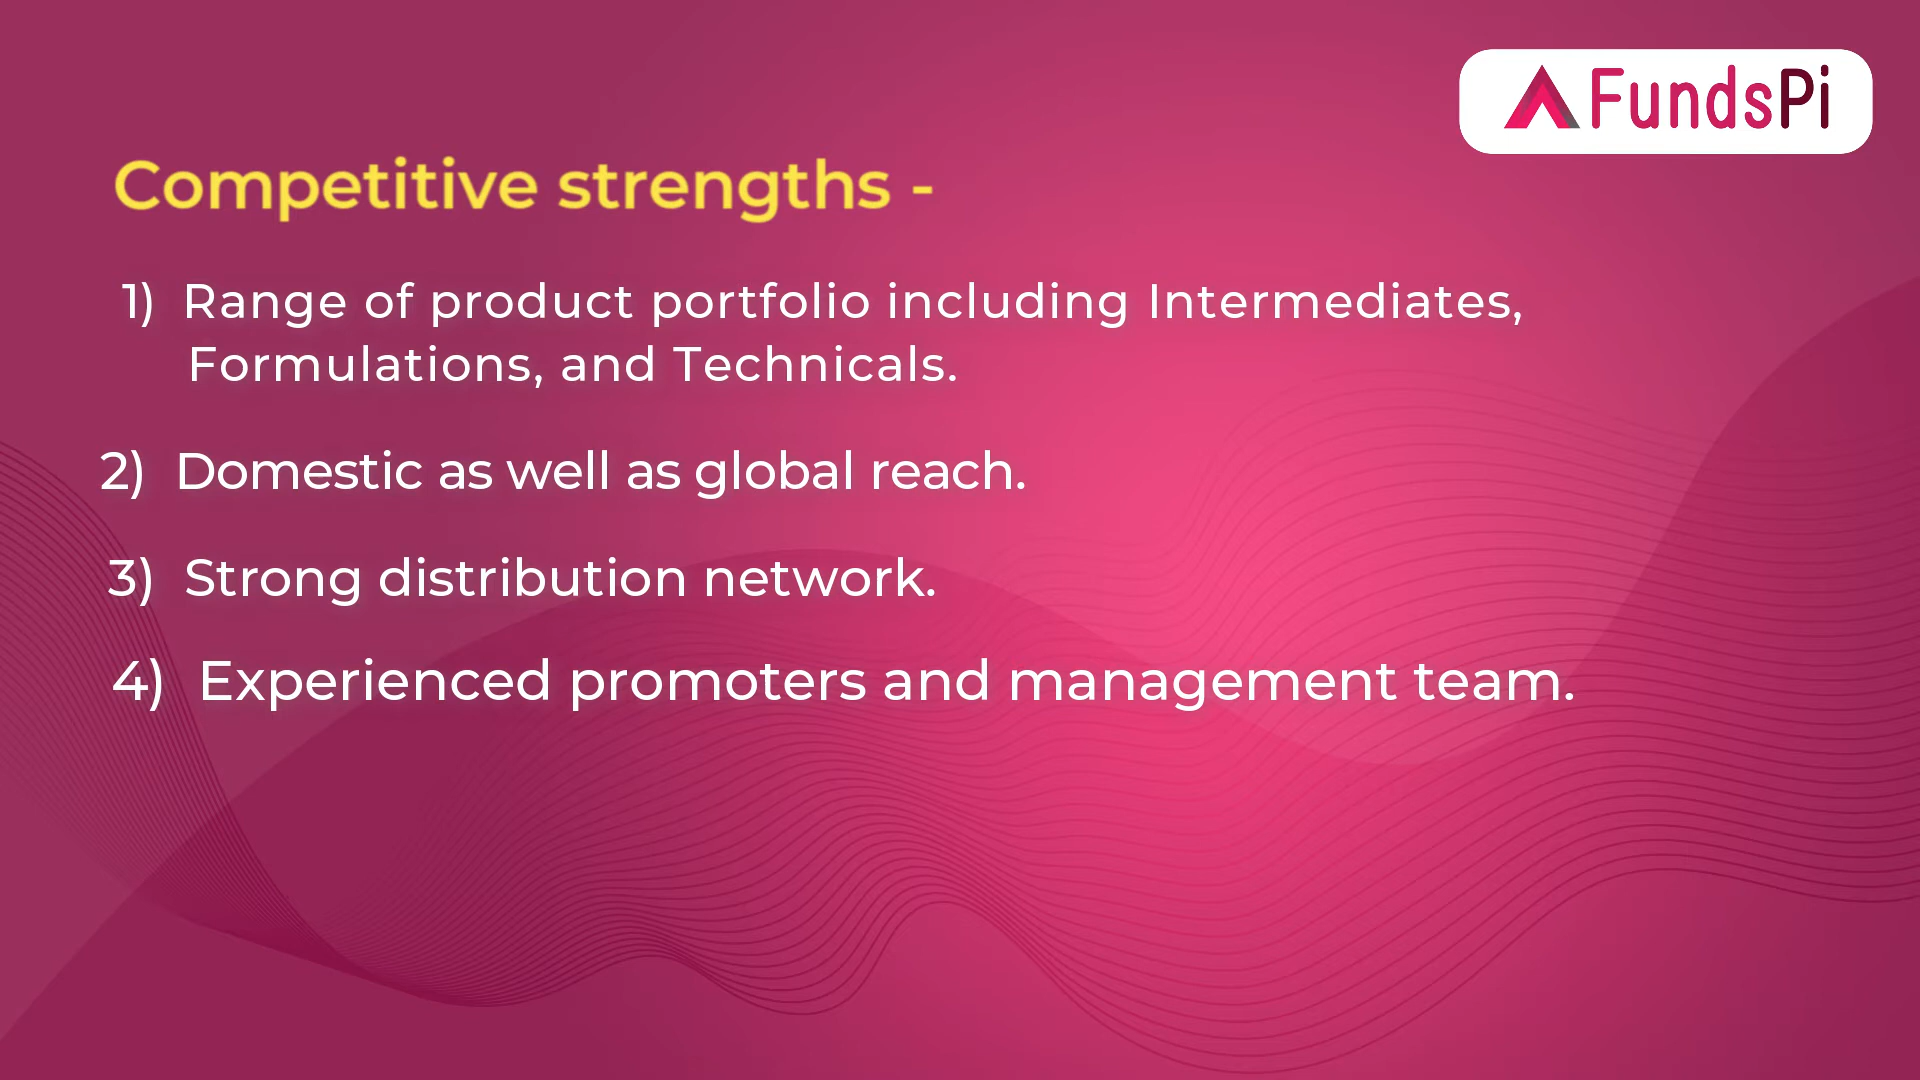 FundsPi
Competitive strengths -
1) Range of product portfolio including Intermediates,
Formulations, and Technicals.
2) Domestic as well as global reach.
3) Strong distribution network.
4) Experienced promoters and management team.